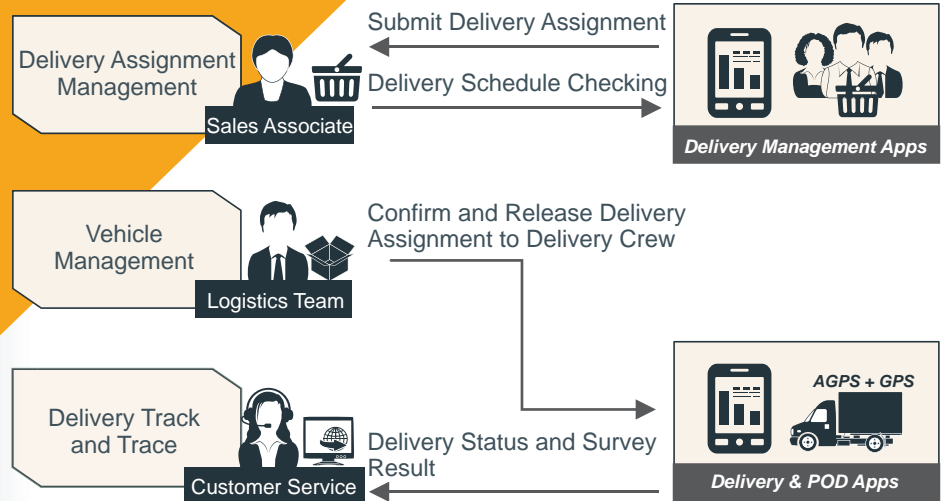 Delivery Assignment
Management
Sales Associate
Submit Delivery Assignment
Delivery Schedule Checking
Delivery Management Apps
Vehicle
Management
Logistics Team
Confirm and Release Delivery
Assignment to Delivery Crew
Delivery Track
and Trace
Customer Service
Delivery Status and Survey
Result
AGPS + GPS
Delivery & POD Apps